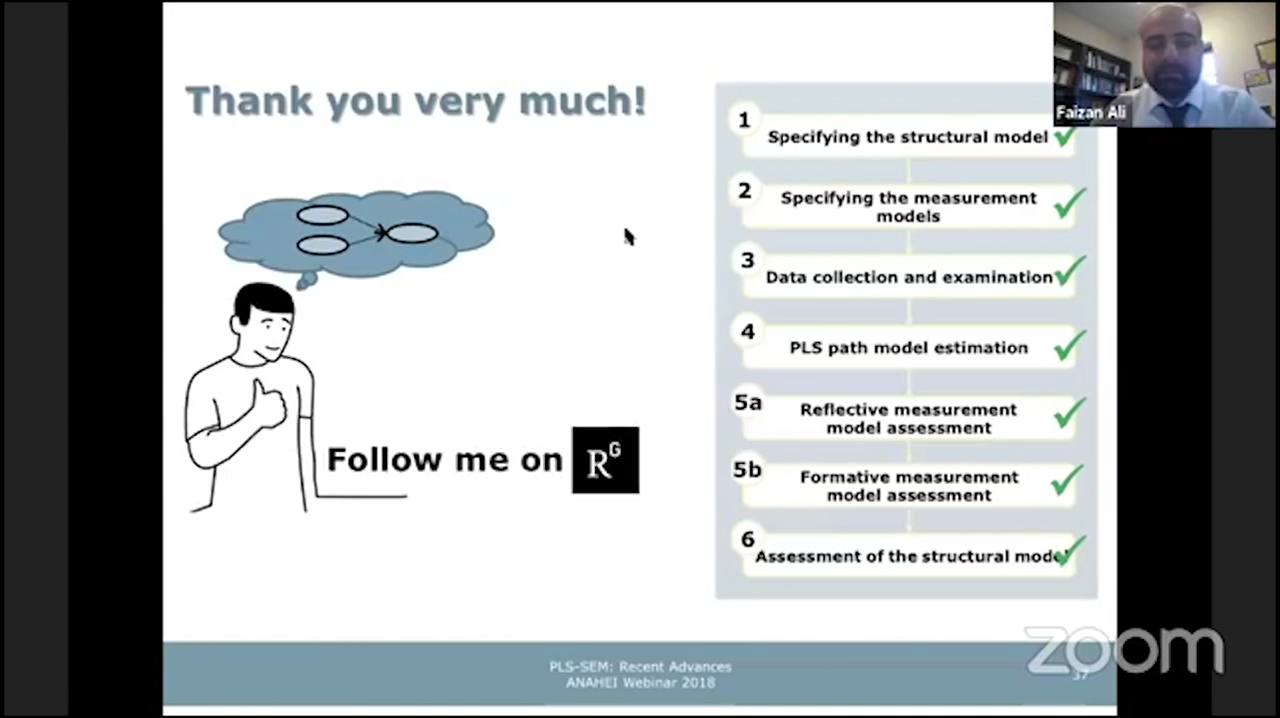 Thank you very much!
Follow me on
RG
1
Specifying the structural model
2
Specifying the measurement
models
3
Data collection and examination
4
PLS path model estimation
5a
Reflective measurement
model assessment
5b
Formative measurement
model assessment
6
Assessment of the structural model
Faizan Ali
PLS-SEM: Recent Advances
ANAHEI Webinar 2018
37
zoom